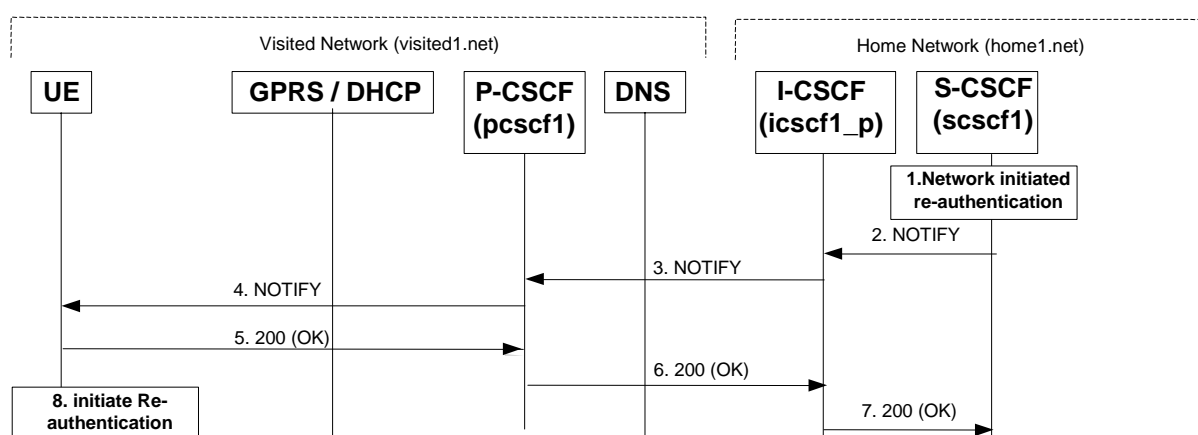 Visited Network (visited1.net)
Home Network (home1.net)
UE
GPRS / DHCP
P-CSCF
(pcscf1)
DNS
I-CSCF
(icscf1_p)
S-CSCF
(scscf1)
1.Network initiated
re-authentication
2. NOTIFY
3. NOTIFY
4. NOTIFY
5. 200 (OK)
6. 200 (OK)
7. 200 (OK)
8. initiate Re-
authentication